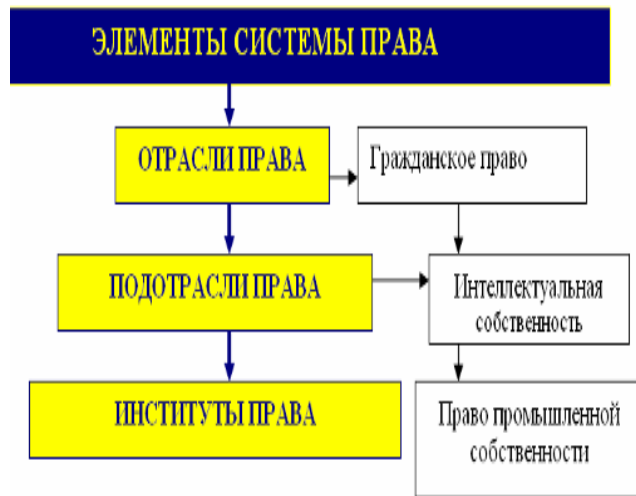 ЭЛЕМЕНТЫ СИСТЕМЫ ПРАВА
ОТРАСЛИ ПРАВА
Гражданское право
ПОДОТРАСЛИ ПРАВА
Интеллектуальная
собственность
ИНСТИТУТЫ ПРАВА
Право промышленной
собственности